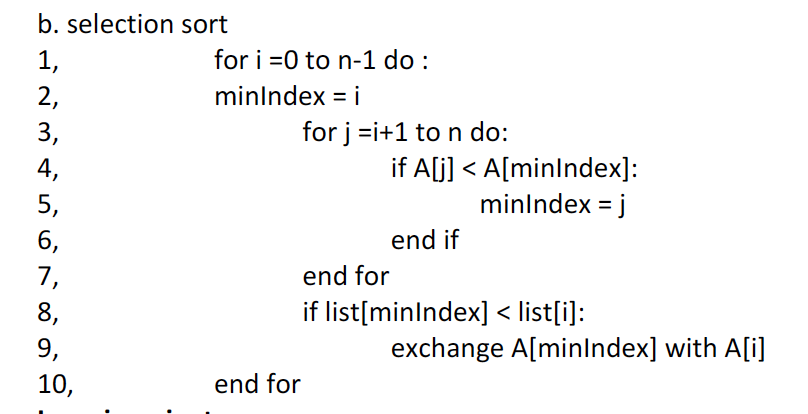 b. selection sort
1, for i =0 to n-1 do :
2, minIndex = i
3, for j =i+1 to n do:
4, if A[j] < A[minIndex]:
5, minIndex = j
6, end if
7, end for
8, if list[minIndex] < list[i]:
9, exchange A[minIndex] with A[i]
10, end for